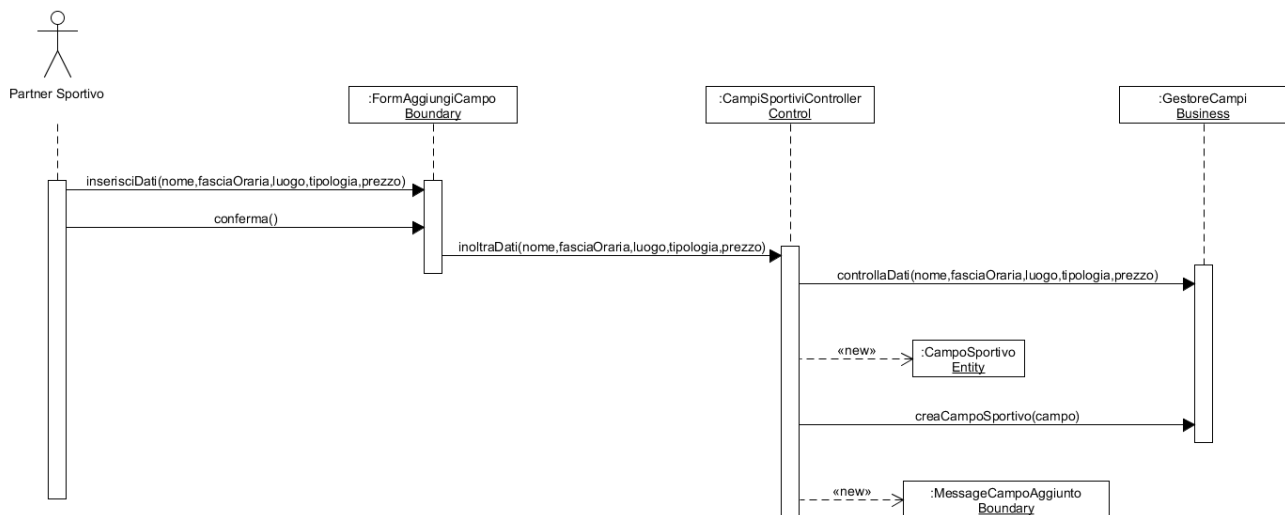 Partner Sportivo
:FormAggiungiCampo
Boundary
:CampiSportiviController
Control
:GestoreCampi
Business
inserisciDati(nome,fasciaOraria,luogo,tipologia,prezzo)
conferma()
inoltraDati(nome,fasciaOraria,luogo,tipologia,prezzo)
controllaDati(nome,fasciaOraria,luogo,tipologia,prezzo)
«new»
:CampoSportivo
Entity
creaCampoSportivo(campo)
«new»
:MessageCampoAggiunto
Boundary